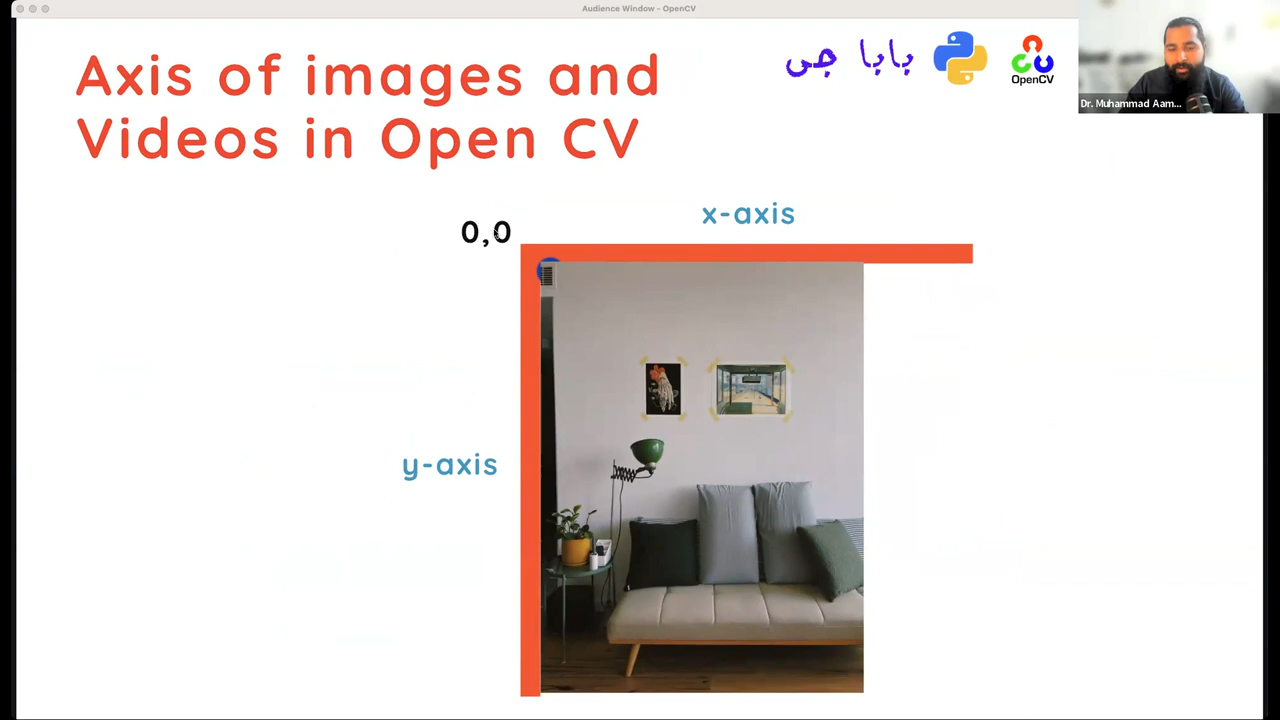 Audience Window - OpenCV
Axis of images and
Videos in Open CV
بابا جی
OpenCV
Dr. Muhammad Aam...
0,0
x-axis
y-axis